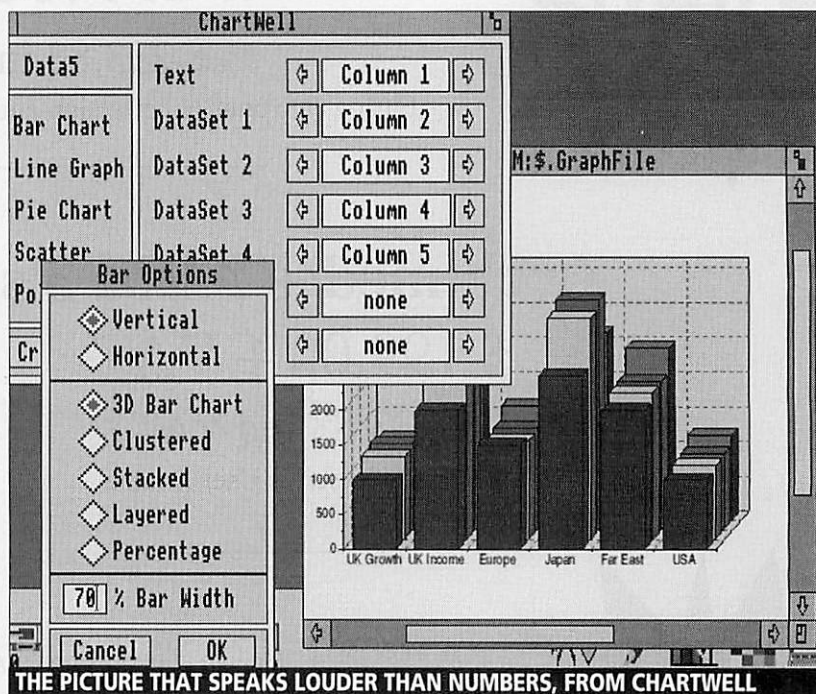 ChartWell
Data5
Bar Chart
Line Graph
Pie Chart
Scatter
Text
Column 1
DataSet 1
Column 2
DataSet 2
Column 3
DataSet 3
Column 4
DataSet 4
Column 5
none
none
M:$.GraphFile
Bar Options
Vertical
Horizontal
3D Bar Chart
Clustered
Stacked
Layered
Percentage
70 % Bar Width
Cancel
OK
2000
1500
1000
500
0
UK Growth UK Income Europe Japan Far East USA
THE PICTURE THAT SPEAKS LOUDER THAN NUMBERS, FROM CHARTWELL